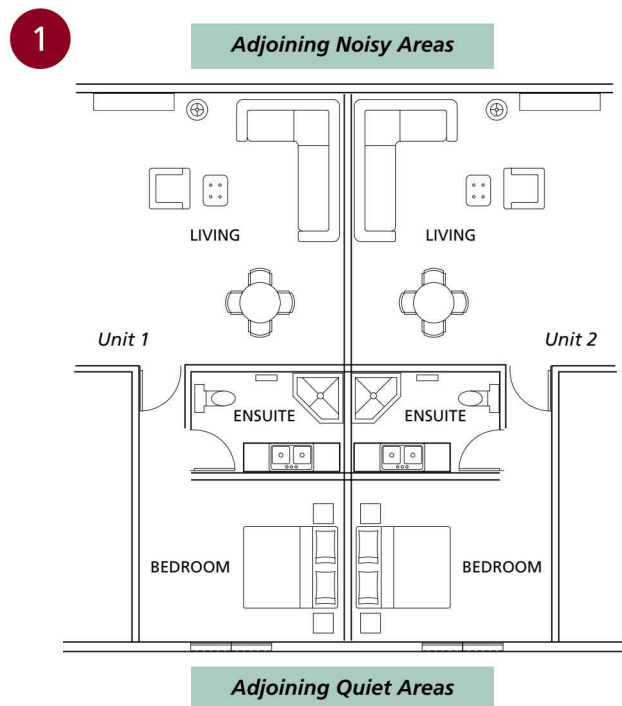 1
Adjoining Noisy Areas
LIVING
LIVING
Unit 1
Unit 2
ENSUITE
ENSUITE
BEDROOM
BEDROOM
Adjoining Quiet Areas